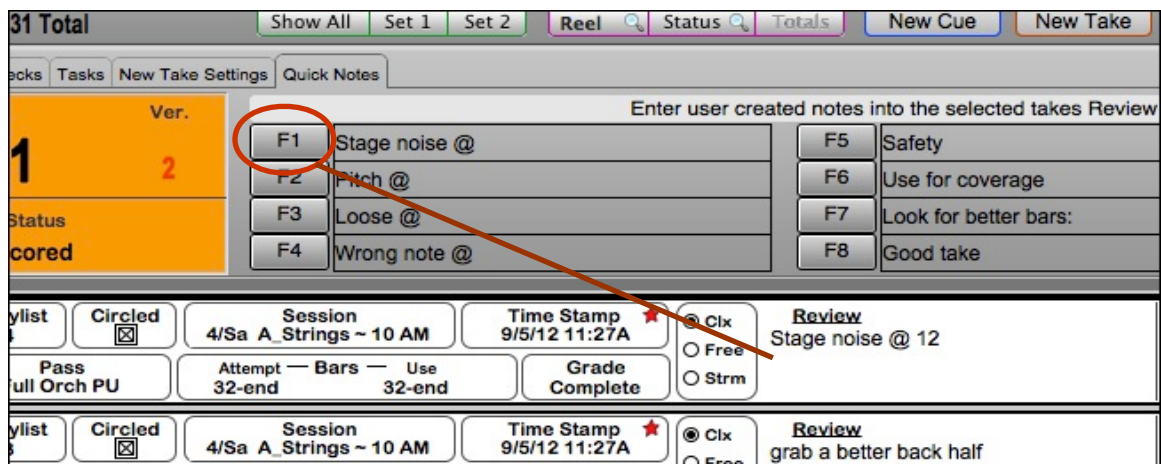 31 Total Show All Set 1 Set 2 Reel Status Totals New Cue New Take
ecks Tasks New Take Settings Quick Notes
Ver. Enter user created notes into the selected takes Review
1 2
F1 Stage noise @ F5 Safety
F2 Pitch @ F6 Use for coverage
Status F3 Loose @ F7 Look for better bars:
cored F4 Wrong note @ F8 Good take
ylist Circled Session Time Stamp Clx Review
4/Sa A_Strings ~ 10 AM 9/5/12 11:27A Free Stage noise @ 12
Pass Attempt — Bars — Use Grade
ull Orch PU 32-end 32-end Complete Strm
ylist Circled Session Time Stamp Clx Review
4/Sa A_Strings ~ 10 AM 9/5/12 11:27A Free grab a better back half